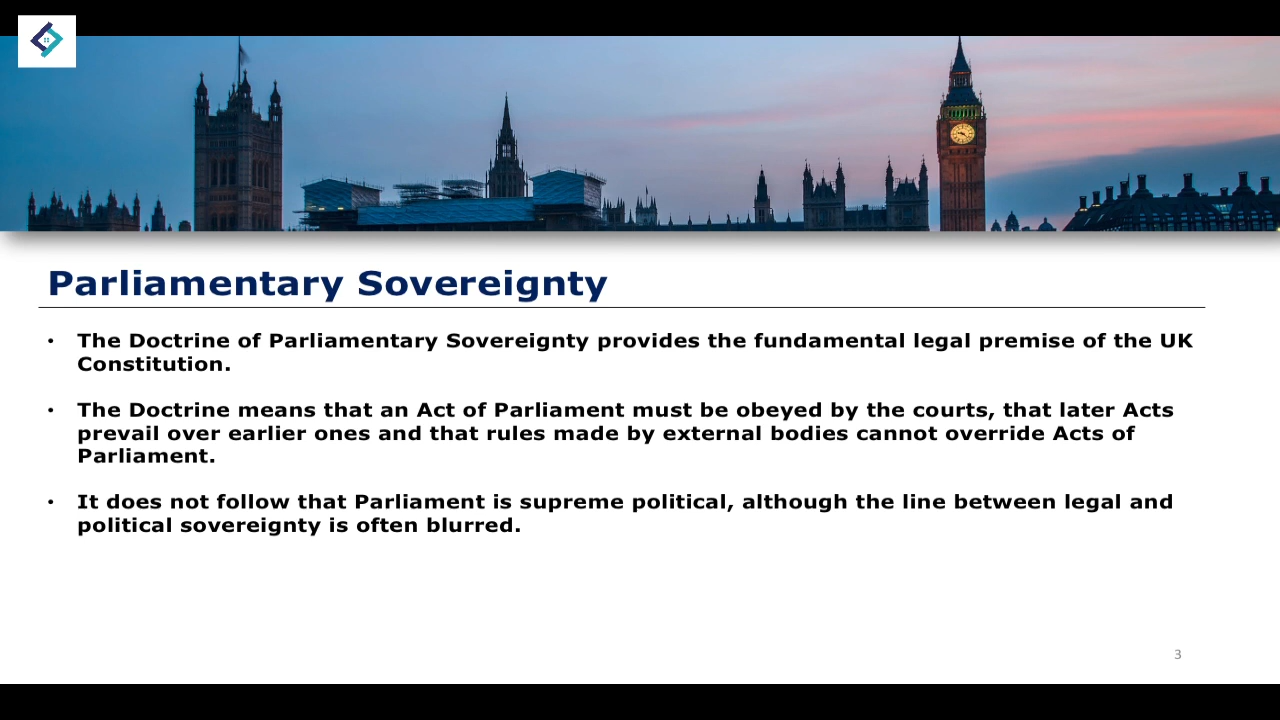 Parliamentary Sovereignty
• The Doctrine of Parliamentary Sovereignty provides the fundamental legal premise of the UK
Constitution.
• The Doctrine means that an Act of Parliament must be obeyed by the courts, that later Acts
prevail over earlier ones and that rules made by external bodies cannot override Acts of
Parliament.
• It does not follow that Parliament is supreme political, although the line between legal and
political sovereignty is often blurred.
3